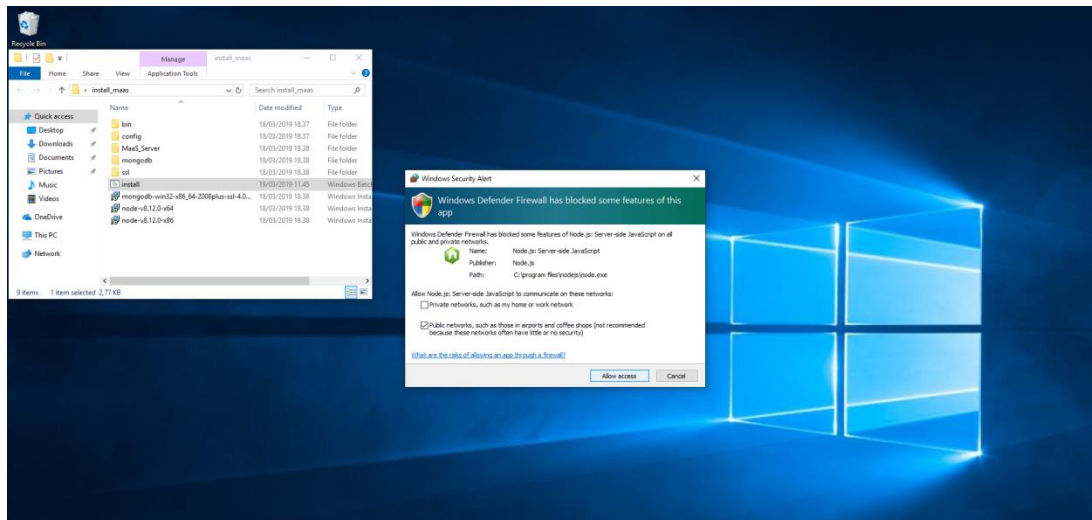 Recycle Bin
Manage
install_maas
File
Home
Share
View
Application Tools
install_maas
Search install_maas
Name
Date modified
Type
Quick access
Desktop
Downloads
Documents
Pictures
Music
Videos
OneDrive
This PC
Network
bin
18/03/2019 18.37
File folder
config
18/03/2019 18.37
File folder
MaaS_Server
18/03/2019 18.38
File folder
mongodb
18/03/2019 18.38
File folder
ssl
18/03/2019 18.38
File folder
install
19/03/2019 11.45
Windows Batcl
mongodb-win32-x86_64-2008plus-ssl-4.0...
18/03/2019 18.38
Windows Insta
node-v8.12.0-x64
18/03/2019 18.38
Windows Insta
node-v8.12.0-x86
18/03/2019 18.38
Windows Insta
9 items
1 item selected 2,77 KB
Windows Security Alert
Windows Defender Firewall has blocked some features of this
app
Windows Defender Firewall has blocked some features of Node.js: Server-side JavaScript on all
public and private networks.
Name:
Node.js: Server-side JavaScript
Publisher:
Node.js
Path:
C:\program files\nodejs\node.exe
Allow Node.js: Server-side JavaScript to communicate on these networks:
Private networks, such as my home or work network
Public networks, such as those in airports and coffee shops (not recommended
because these networks often have little or no security)
What are the risks of allowing an app through a firewall?
Allow access
Cancel